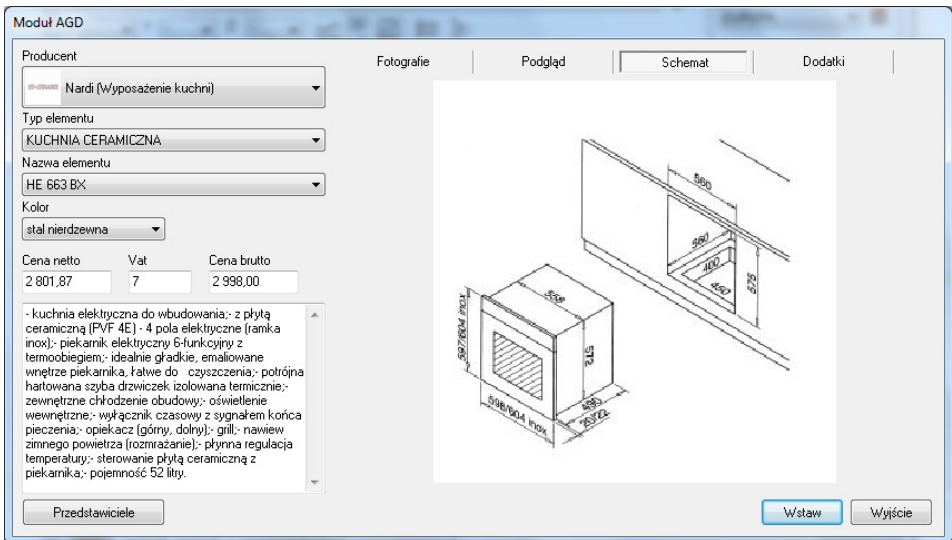 Moduł AGD
Producent
Nardi (Wyposażenie kuchni)
Typ elementu
KUCHNIA CERAMICZNA
Nazwa elementu
HE 663 BX
Kolor
stal nierdzewna
Cena netto Vat Cena brutto
2 801,87 7 2 998,00
- kuchnia elektryczna do wbudowania;- z płytą
ceramiczną (PVF 4E) - 4 pola elektryczne (ramka
inox);- piekarnik elektryczny 6-funkcyjny z
termoobiegiem;- idealnie gładkie, emaliowane
wnętrze piekarnika, łatwe do czyszczenia;- potrójna
hartowana szyba drzwiczek izolowana termicznie;-
zewnętrzne chłodzenie obudowy;- oświetlenie
wewnętrzne;- wyłącznik czasowy z sygnałem końca
pieczenia;- opiekacz (górny, dolny);- grill;- nawiew
zimnego powietrza (rozmrażanie);- płynna regulacja
temperatury;- sterowanie płytą ceramiczną z
piekarnika;- pojemność 52 litry.
Przedstawiciele
Fotografie Podgląd Schemat Dodatki
560
560
400
450
575
558
595/609 inox
572
598/604 inox
Wstaw Wyjście